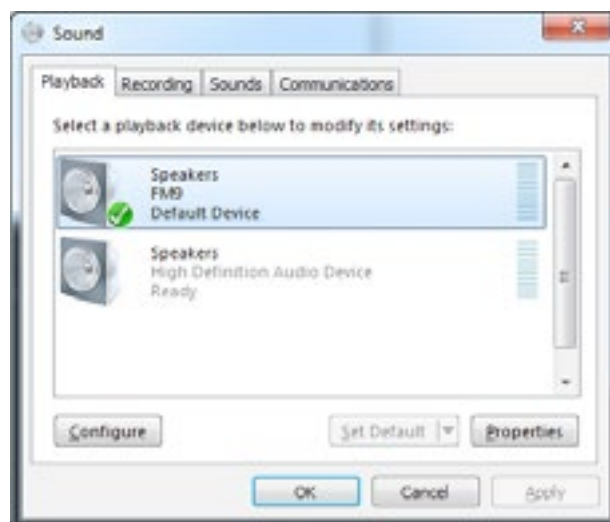 Sound
Playback Recording Sounds Communications
Select a playback device below to modify its settings:
Speakers
FM9
Default Device
Speakers
High Definition Audio Device
Ready
Configure Set Default Properties
OK Cancel Apply